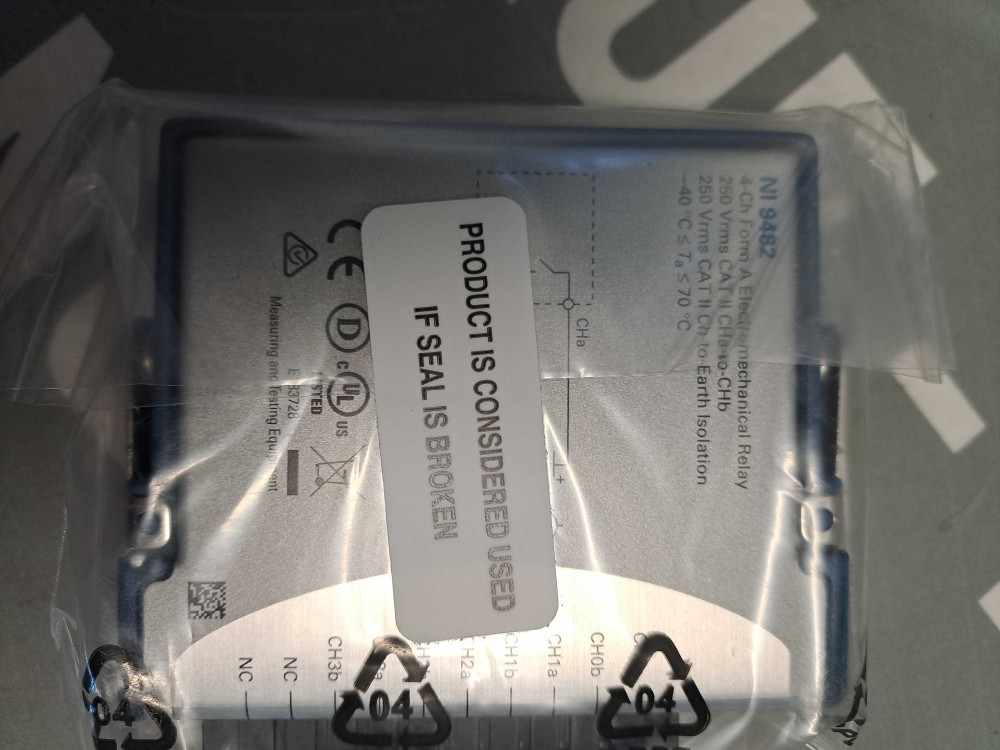 NI 9482
4-Ch Form A Electromechanical Relay
250 Vrms CAT II CHa-to-CHb
250 Vrms CAT II Ch-to-Earth Isolation
−40 °C ≤ Ta ≤ 70 °C
CHa
L+
PRODUCT IS CONSIDERED USED
IF SEAL IS BROKEN
CE
D
c UL US
Measuring and Testing
CH0b
CH1a
CH1b
CH2a
CH3b
NC
NC
04
04
04